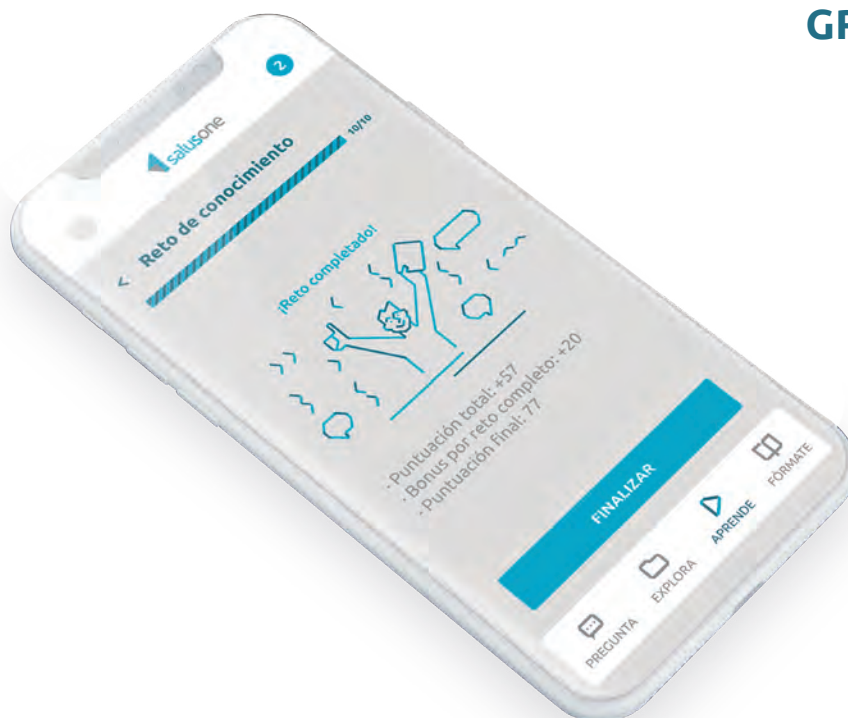 2
salusone
< Reto de conocimiento
10/10
¡Reto completado!
· Puntuación total: +57
· Bonus por reto completo: +20
· Puntuación final: 77
FINALIZAR
PREGUNTA
EXPLORA
APRENDE
FÓRMATE